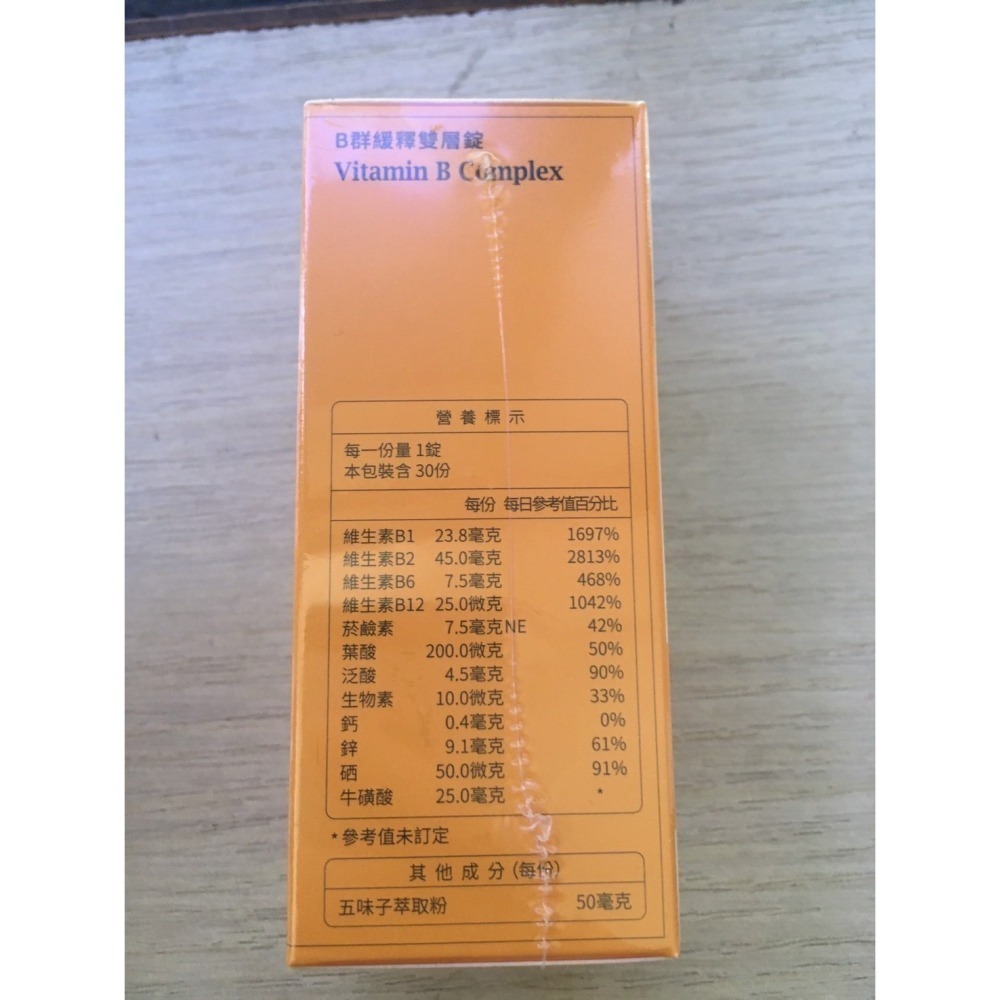 B群緩釋雙層錠
Vitamin B Complex
營養標示
每一份量 1錠
本包裝含 30份
每份 每日參考值百分比
維生素B1 23.8毫克 1697%
維生素B2 45.0毫克 2813%
維生素B6 7.5毫克 468%
維生素B12 25.0微克 1042%
菸鹼素 7.5毫克NE 42%
葉酸 200.0微克 50%
泛酸 4.5毫克 90%
生物素 10.0微克 33%
鈣 0.4毫克 0%
鋅 9.1毫克 61%
硒 50.0微克 91%
牛磺酸 25.0毫克 *
*參考值未訂定
其他成分(每份)
五味子萃取粉 50毫克